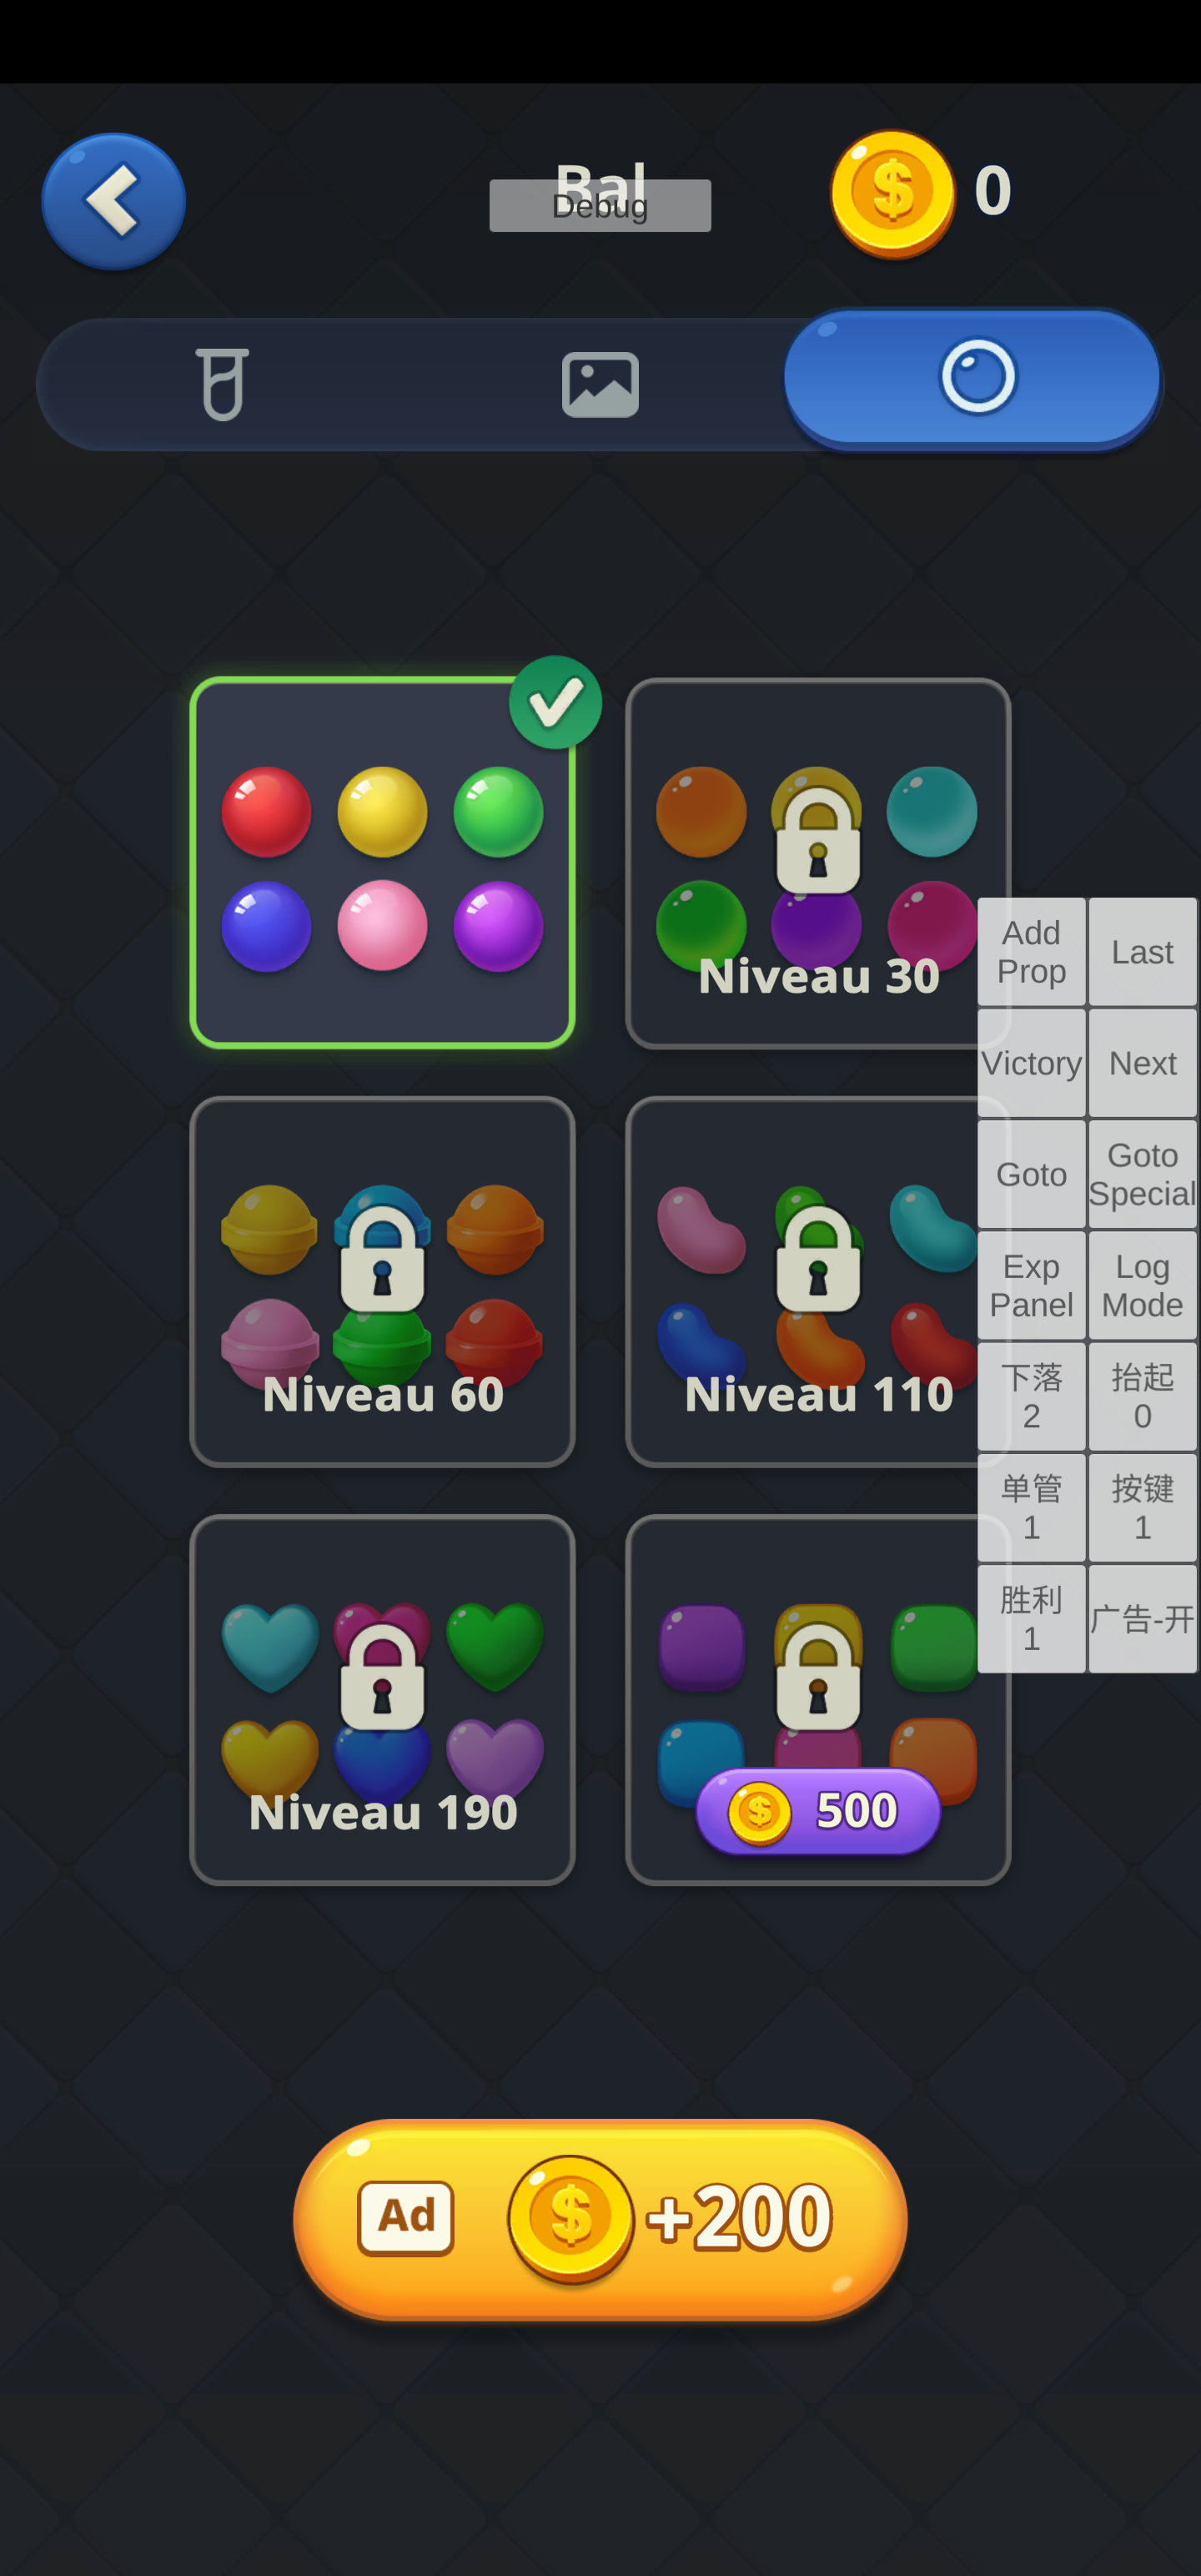 Bal
Debug
0
Niveau 30
Add
Prop
Last
Victory
Next
Goto
Goto
Special
Niveau 60
Niveau 110
Exp
Panel
Log
Mode
下落
2
抬起
0
单管
1
按键
1
胜利
1
广告-开
Niveau 190
500
Ad
+200